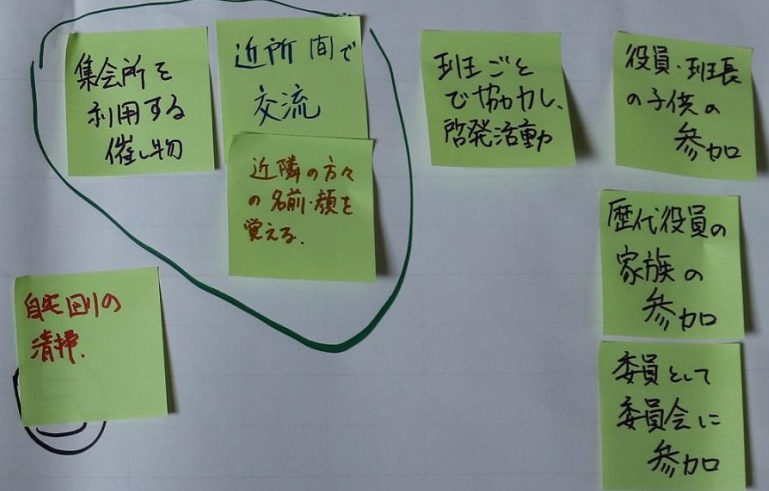 集会所を
利用する
催し物
近所間で
交流
近隣の方々
の名前・顔を
覚える.
自宅回りの
清掃.
班ごと
で協力し、
啓発活動
役員・班長
の子供の
参加
歴代役員の
家族の
参加
委員として
委員会に
参加